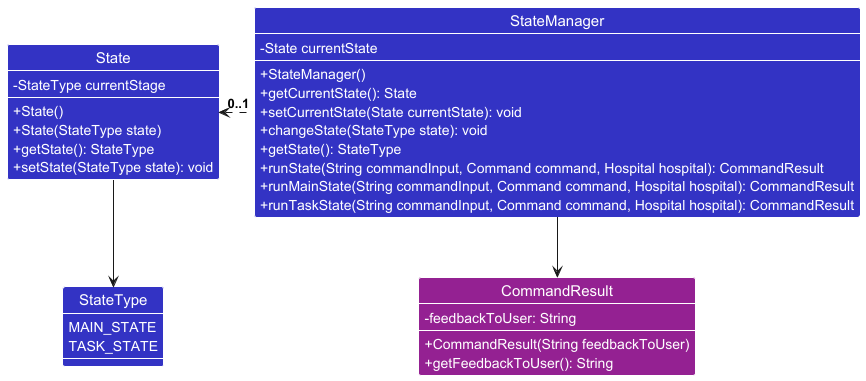 State
-StateType currentStage
+State()
+State(StateType state)
+getState(): StateType
+setState(StateType state): void
0..1
StateManager
-State currentState
+StateManager()
+getCurrentState(): State
+setCurrentState(State currentState): void
+changeState(StateType state): void
+getState(): StateType
+runState(String commandInput, Command command, Hospital hospital): CommandResult
+runMainState(String commandInput, Command command, Hospital hospital): CommandResult
+runTaskState(String commandInput, Command command, Hospital hospital): CommandResult
StateType
MAIN_STATE
TASK_STATE
CommandResult
-feedbackToUser: String
+CommandResult(String feedbackToUser)
+getFeedbackToUser(): String